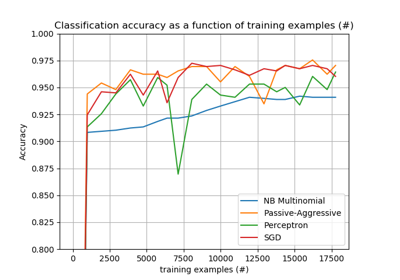 Classification accuracy as a function of training examples (#)
1.000
0.975
0.950
0.925
0.900
0.875
0.850
0.825
0.800
Accuracy
NB Multinomial
Passive-Aggressive
Perceptron
SGD
0 2500 5000 7500 10000 12500 15000 17500
training examples (#)